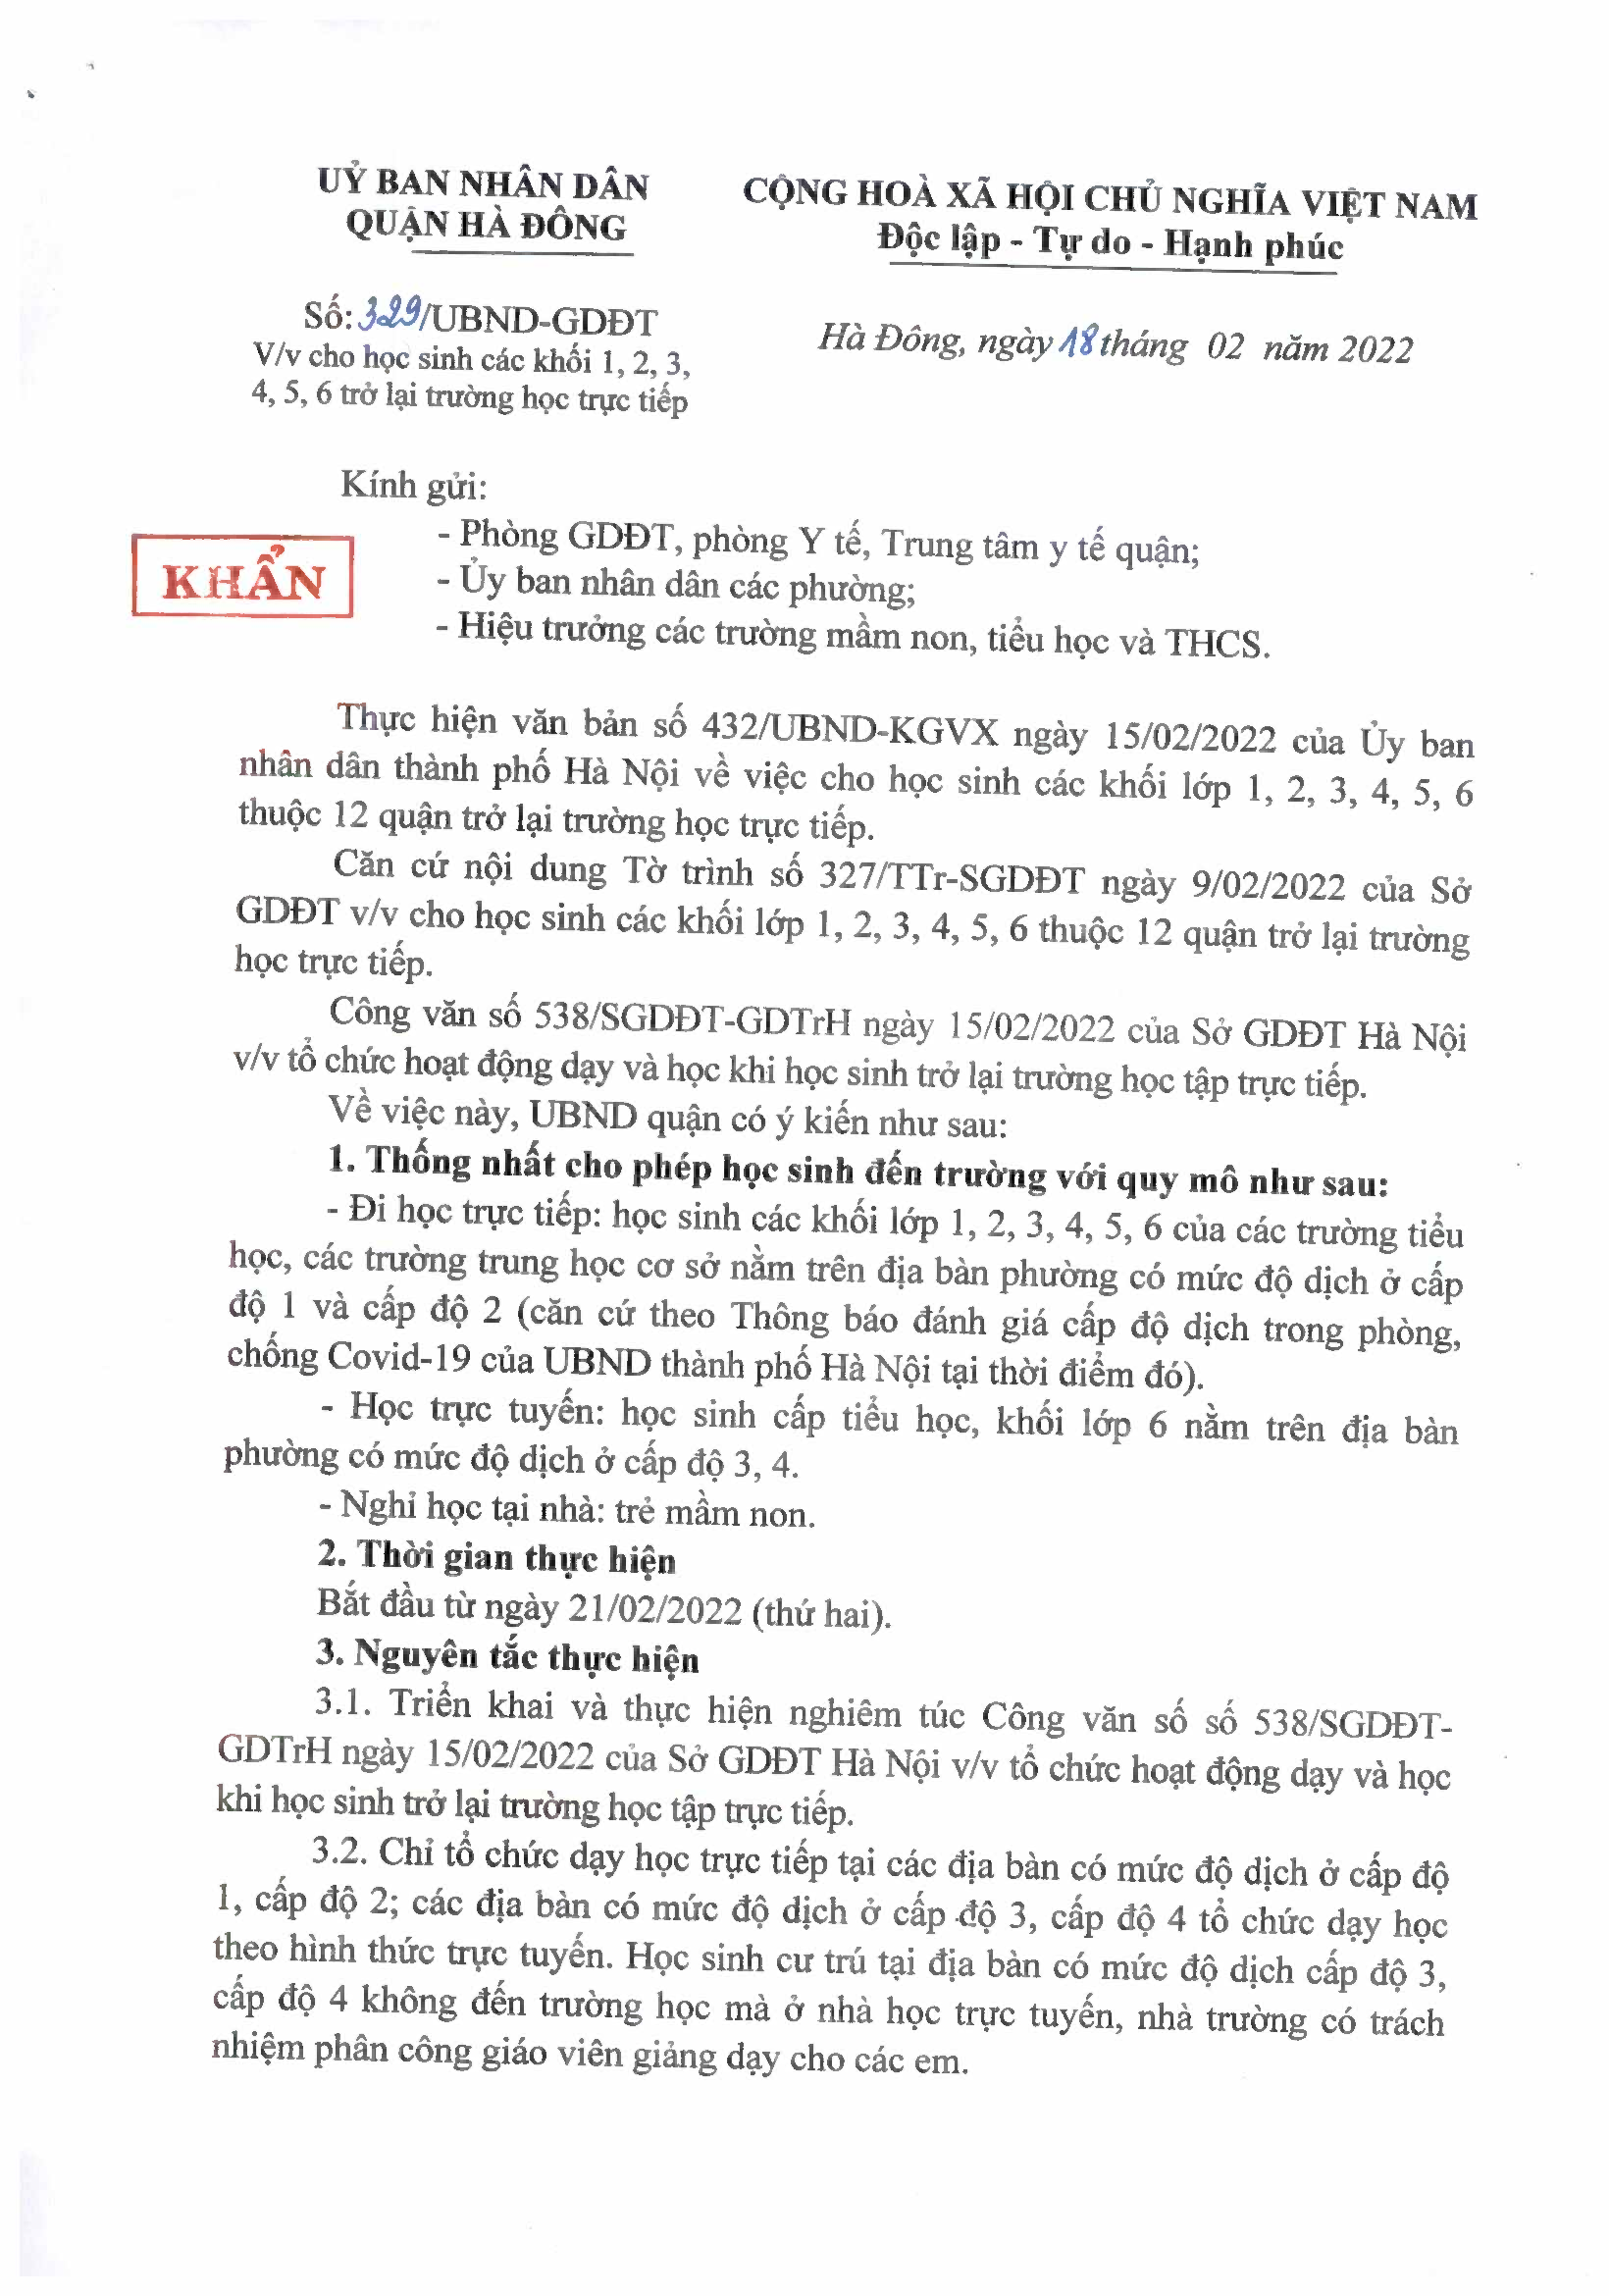 UỶ BAN NHÂN DÂN
QUẬN HÀ ĐÔNG
CỘNG HOÀ XÃ HỘI CHỦ NGHĨA VIỆT NAM
Độc lập - Tự do - Hạnh phúc
Số: 329/UBND-GDĐT
V/v cho học sinh các khối 1, 2, 3,
4, 5, 6 trở lại trường học trực tiếp
Hà Đông, ngày 18 tháng 02 năm 2022
Kính gửi:
- Phòng GDĐT, phòng Y tế, Trung tâm y tế quận;
- Ủy ban nhân dân các phường;
- Hiệu trưởng các trường mầm non, tiểu học và THCS.
KHẨN
Thực hiện văn bản số 432/UBND-KGVX ngày 15/02/2022 của Ủy ban
nhân dân thành phố Hà Nội về việc cho học sinh các khối lớp 1, 2, 3, 4, 5, 6
thuộc 12 quận trở lại trường học trực tiếp.
Căn cứ nội dung Tờ trình số 327/TTr-SGDĐT ngày 9/02/2022 của Sở
GDĐT v/v cho học sinh các khối lớp 1, 2, 3, 4, 5, 6 thuộc 12 quận trở lại trường
học trực tiếp.
Công văn số 538/SGDĐT-GDTrH ngày 15/02/2022 của Sở GDĐT Hà Nội
v/v tổ chức hoạt động dạy và học khi học sinh trở lại trường học tập trực tiếp.
Về việc này, UBND quận có ý kiến như sau:
1. Thống nhất cho phép học sinh đến trường với quy mô như sau:
- Đi học trực tiếp: học sinh các khối lớp 1, 2, 3, 4, 5, 6 của các trường tiểu
học, các trường trung học cơ sở nằm trên địa bàn phường có mức độ dịch ở cấp
độ 1 và cấp độ 2 (căn cứ theo Thông báo đánh giá cấp độ dịch trong phòng,
chống Covid-19 của UBND thành phố Hà Nội tại thời điểm đó).
- Học trực tuyến: học sinh cấp tiểu học, khối lớp 6 nằm trên địa bàn
phường có mức độ dịch ở cấp độ 3, 4.
- Nghỉ học tại nhà: trẻ mầm non.
2. Thời gian thực hiện
Bắt đầu từ ngày 21/02/2022 (thứ hai).
3. Nguyên tắc thực hiện
3.1. Triển khai và thực hiện nghiêm túc Công văn số số 538/SGDĐT-
GDTrH ngày 15/02/2022 của Sở GDĐT Hà Nội v/v tổ chức hoạt động dạy và học
khi học sinh trở lại trường học tập trực tiếp.
3.2. Chỉ tổ chức dạy học trực tiếp tại các địa bàn có mức độ dịch ở cấp độ
1, cấp độ 2; các địa bàn có mức độ dịch ở cấp độ 3, cấp độ 4 tổ chức dạy học
theo hình thức trực tuyến. Học sinh cư trú tại địa bàn có mức độ dịch cấp độ 3,
cấp độ 4 không đến trường học mà ở nhà học trực tuyến, nhà trường có trách
nhiệm phân công giáo viên giảng dạy cho các em.